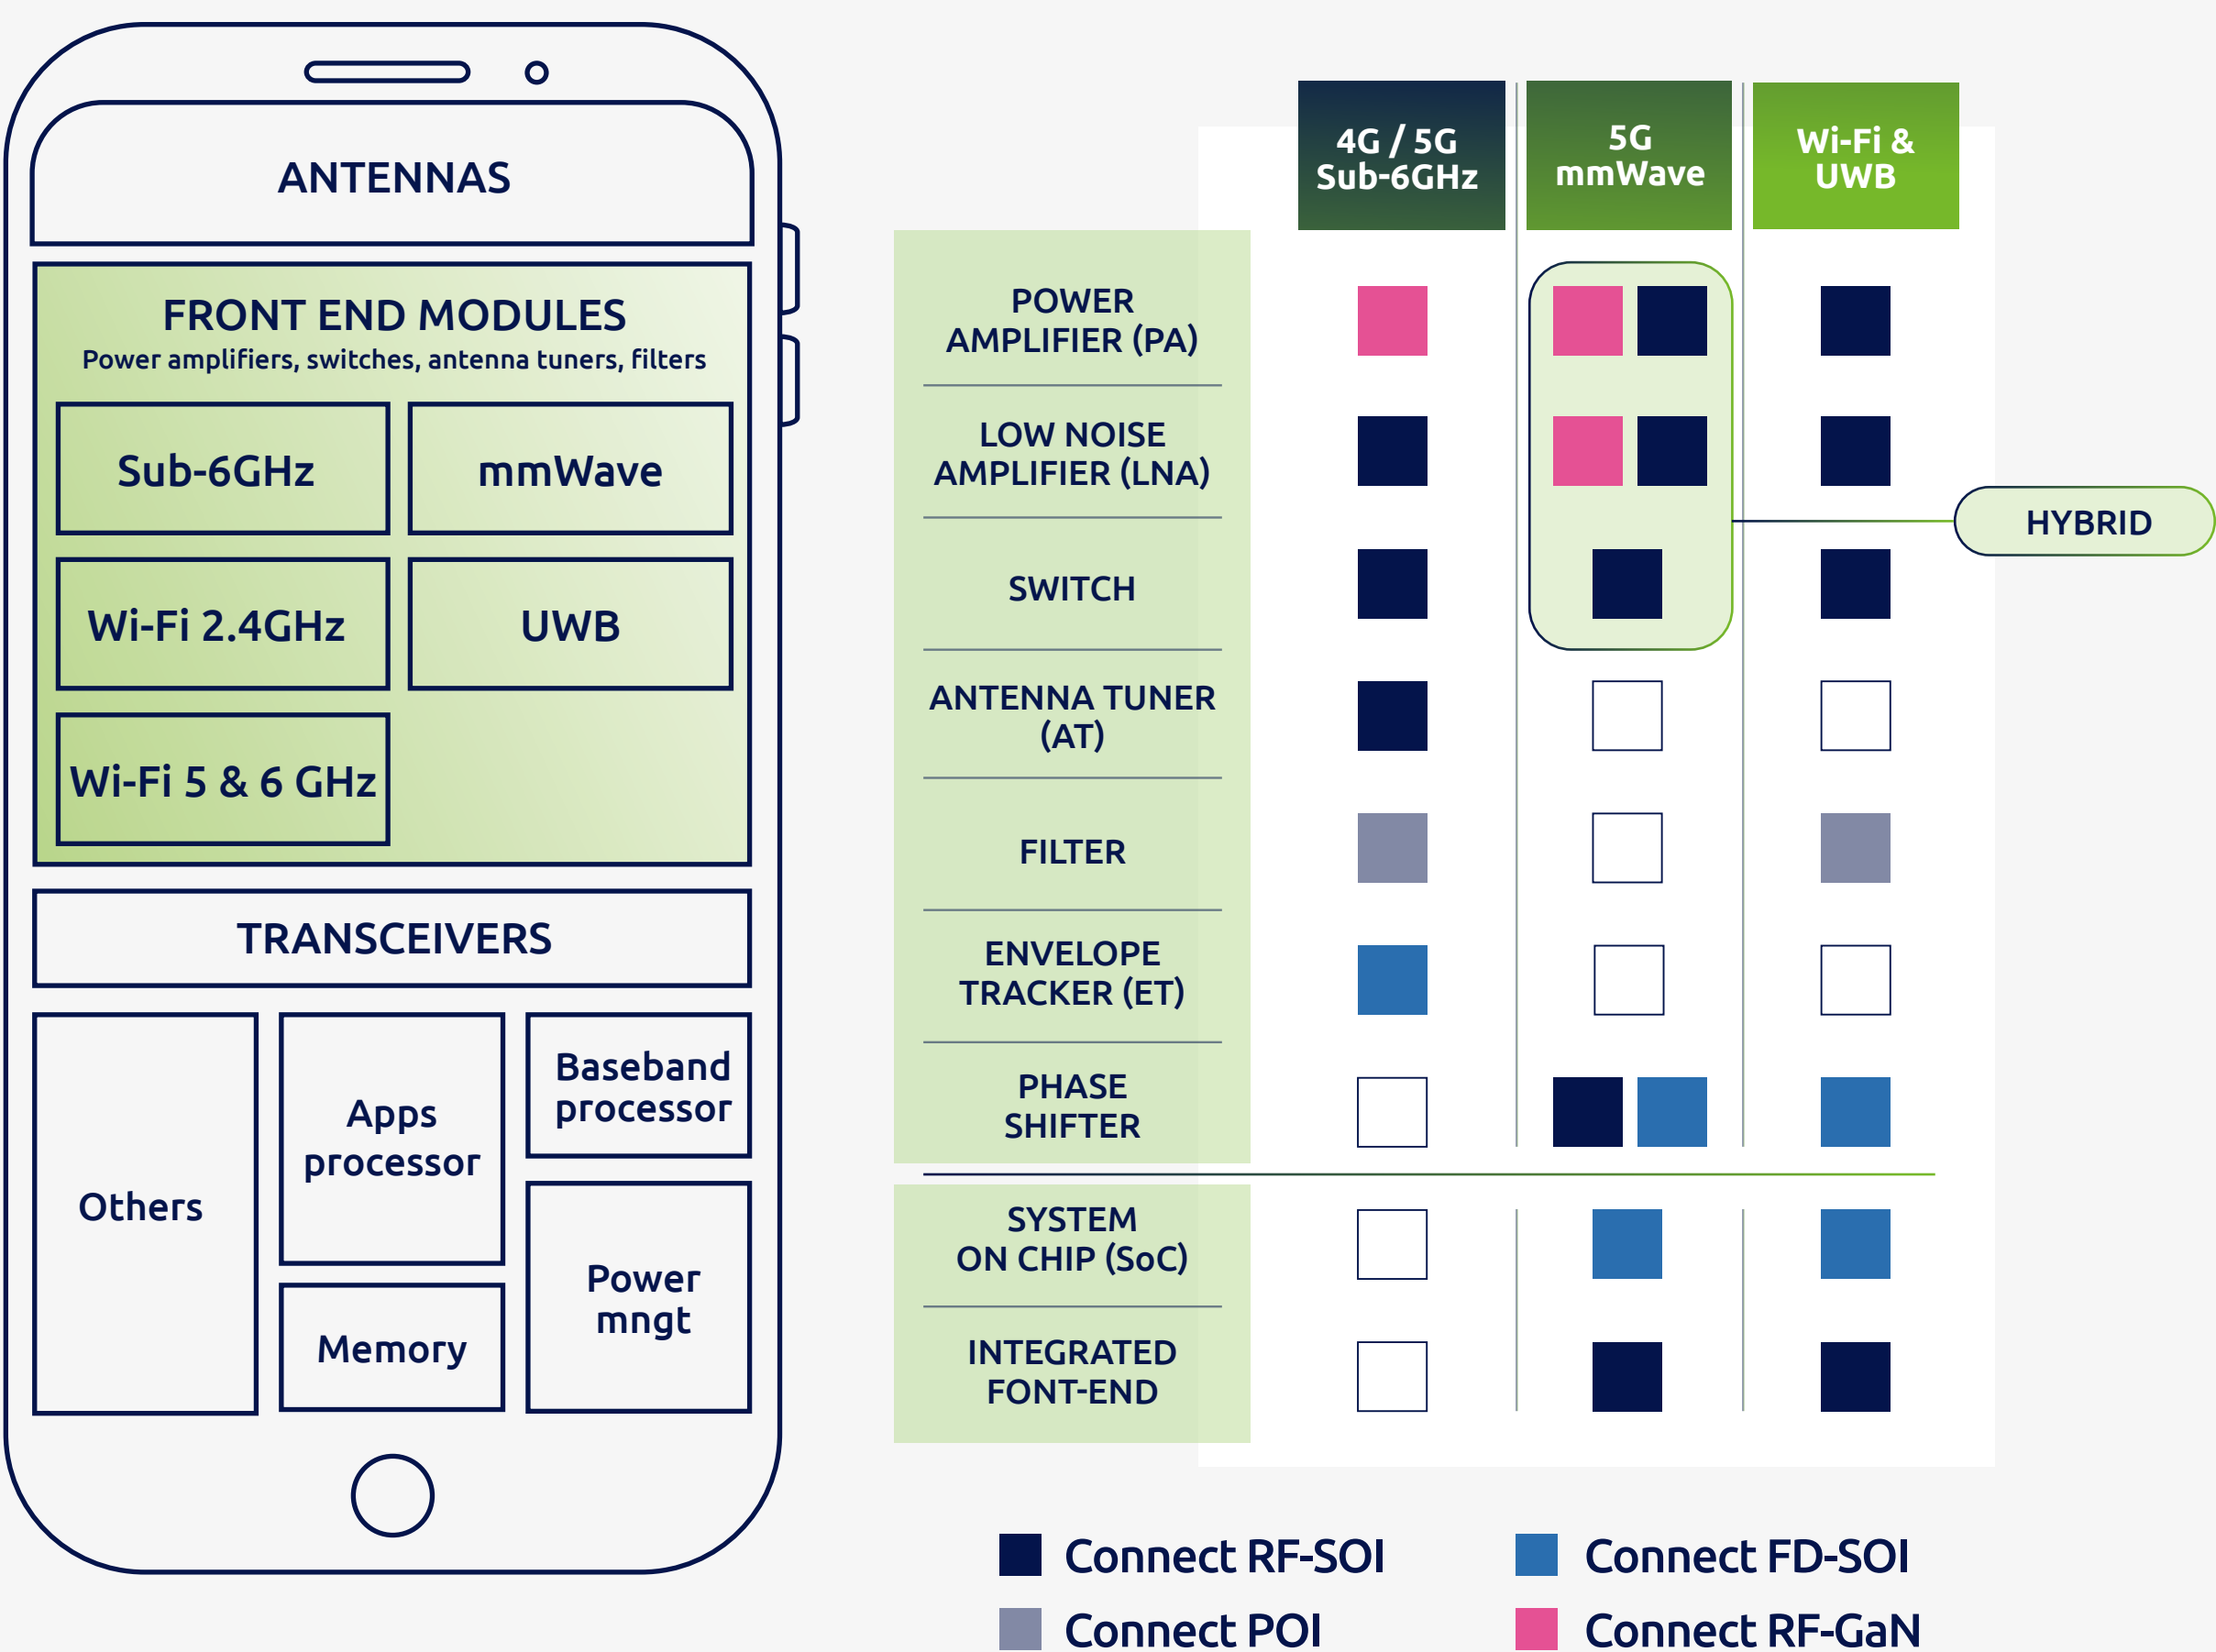 ANTENNAS
FRONT END MODULES
Power amplifiers, switches, antenna tuners, filters
Sub-6GHz
mmWave
Wi-Fi 2.4GHz
UWB
Wi-Fi 5 & 6 GHz
TRANSCEIVERS
Others
Apps
processor
Memory
Baseband
processor
Power
mngt
4G / 5G
Sub-6GHz
5G
mmWave
Wi-Fi &
UWB
POWER
AMPLIFIER (PA)
LOW NOISE
AMPLIFIER (LNA)
HYBRID
SWITCH
ANTENNA TUNER
(AT)
FILTER
ENVELOPE
TRACKER (ET)
PHASE
SHIFTER
SYSTEM
ON CHIP (SoC)
INTEGRATED
FONT-END
Connect RF-SOI
Connect FD-SOI
Connect POI
Connect RF-GaN